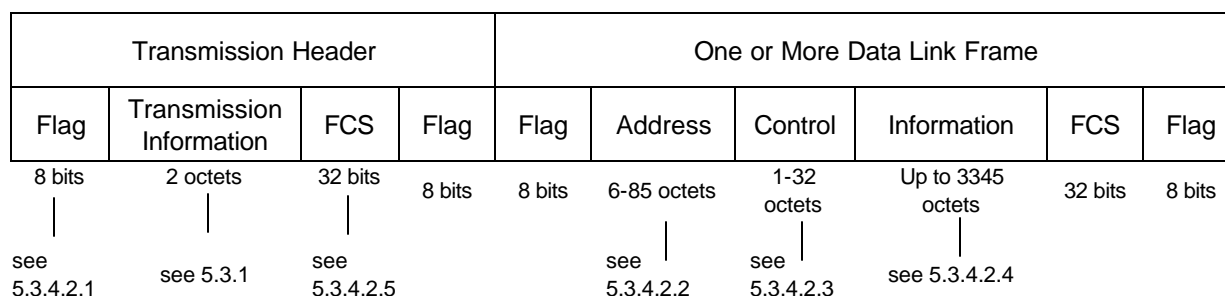 Transmission Header
One or More Data Link Frame
Flag
Transmission
Information
FCS
Flag
Flag
Address
Control
Information
FCS
Flag
8 bits
2 octets
32 bits
8 bits
8 bits
6-85 octets
1-32
octets
Up to 3345
octets
32 bits
8 bits
see
5.3.4.2.1
see 5.3.1
see
5.3.4.2.5
see
5.3.4.2.2
see
5.3.4.2.3
see 5.3.4.2.4